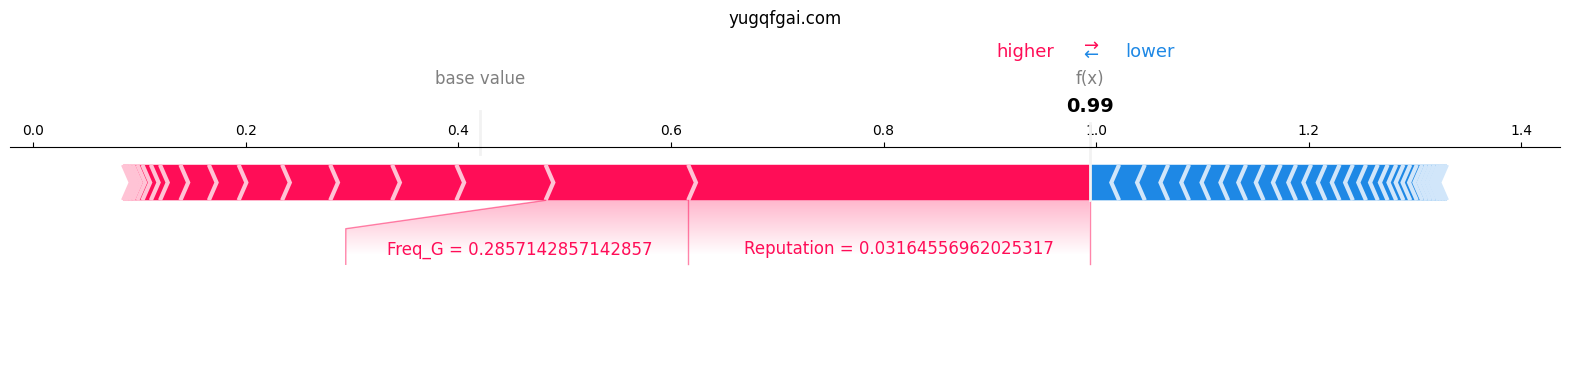 yugqfgai.com
higher → ← lower
base value f(x)
0.99
0.0 0.2 0.4 0.6 0.8 1.0 1.2 1.4
Freq_G = 0.2857142857142857 Reputation = 0.03164556962025317